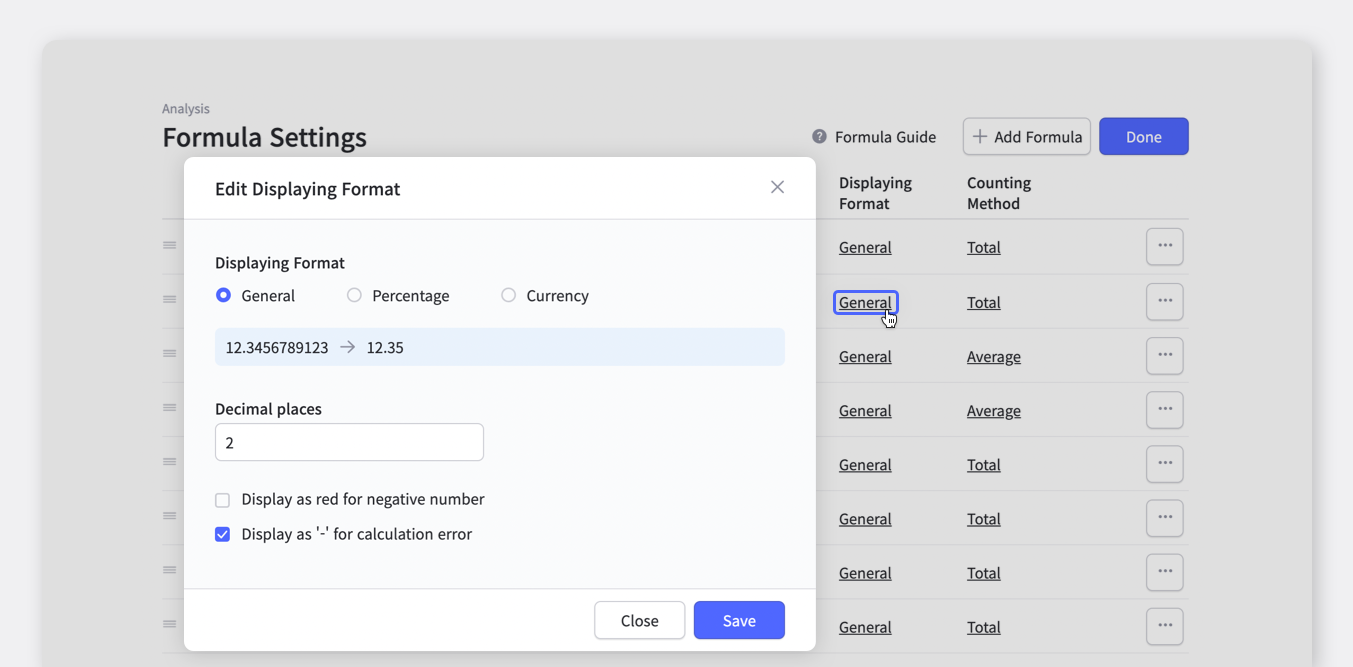 Analysis
Formula Settings
Formula Guide
Add Formula
Done
Edit Displaying Format
Displaying Format
General Percentage Currency
12.3456789123 → 12.35
Decimal places
2
Display as red for negative number
Display as '-' for calculation error
Close Save
Displaying
Format
Counting
Method
General Total
General Total
General Average
General Average
General Total
General Total
General Total
General Total